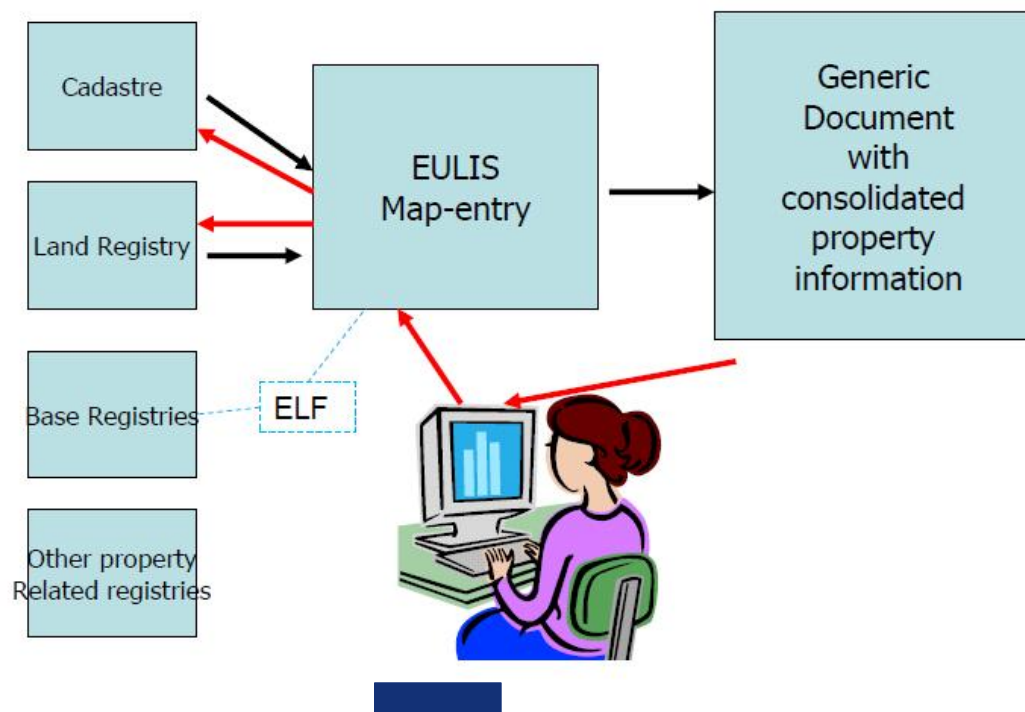 Cadastre
Land Registry
Base Registries
Other property
Related registries
ELF
EULIS
Map-entry
Generic
Document
with
consolidated
property
information